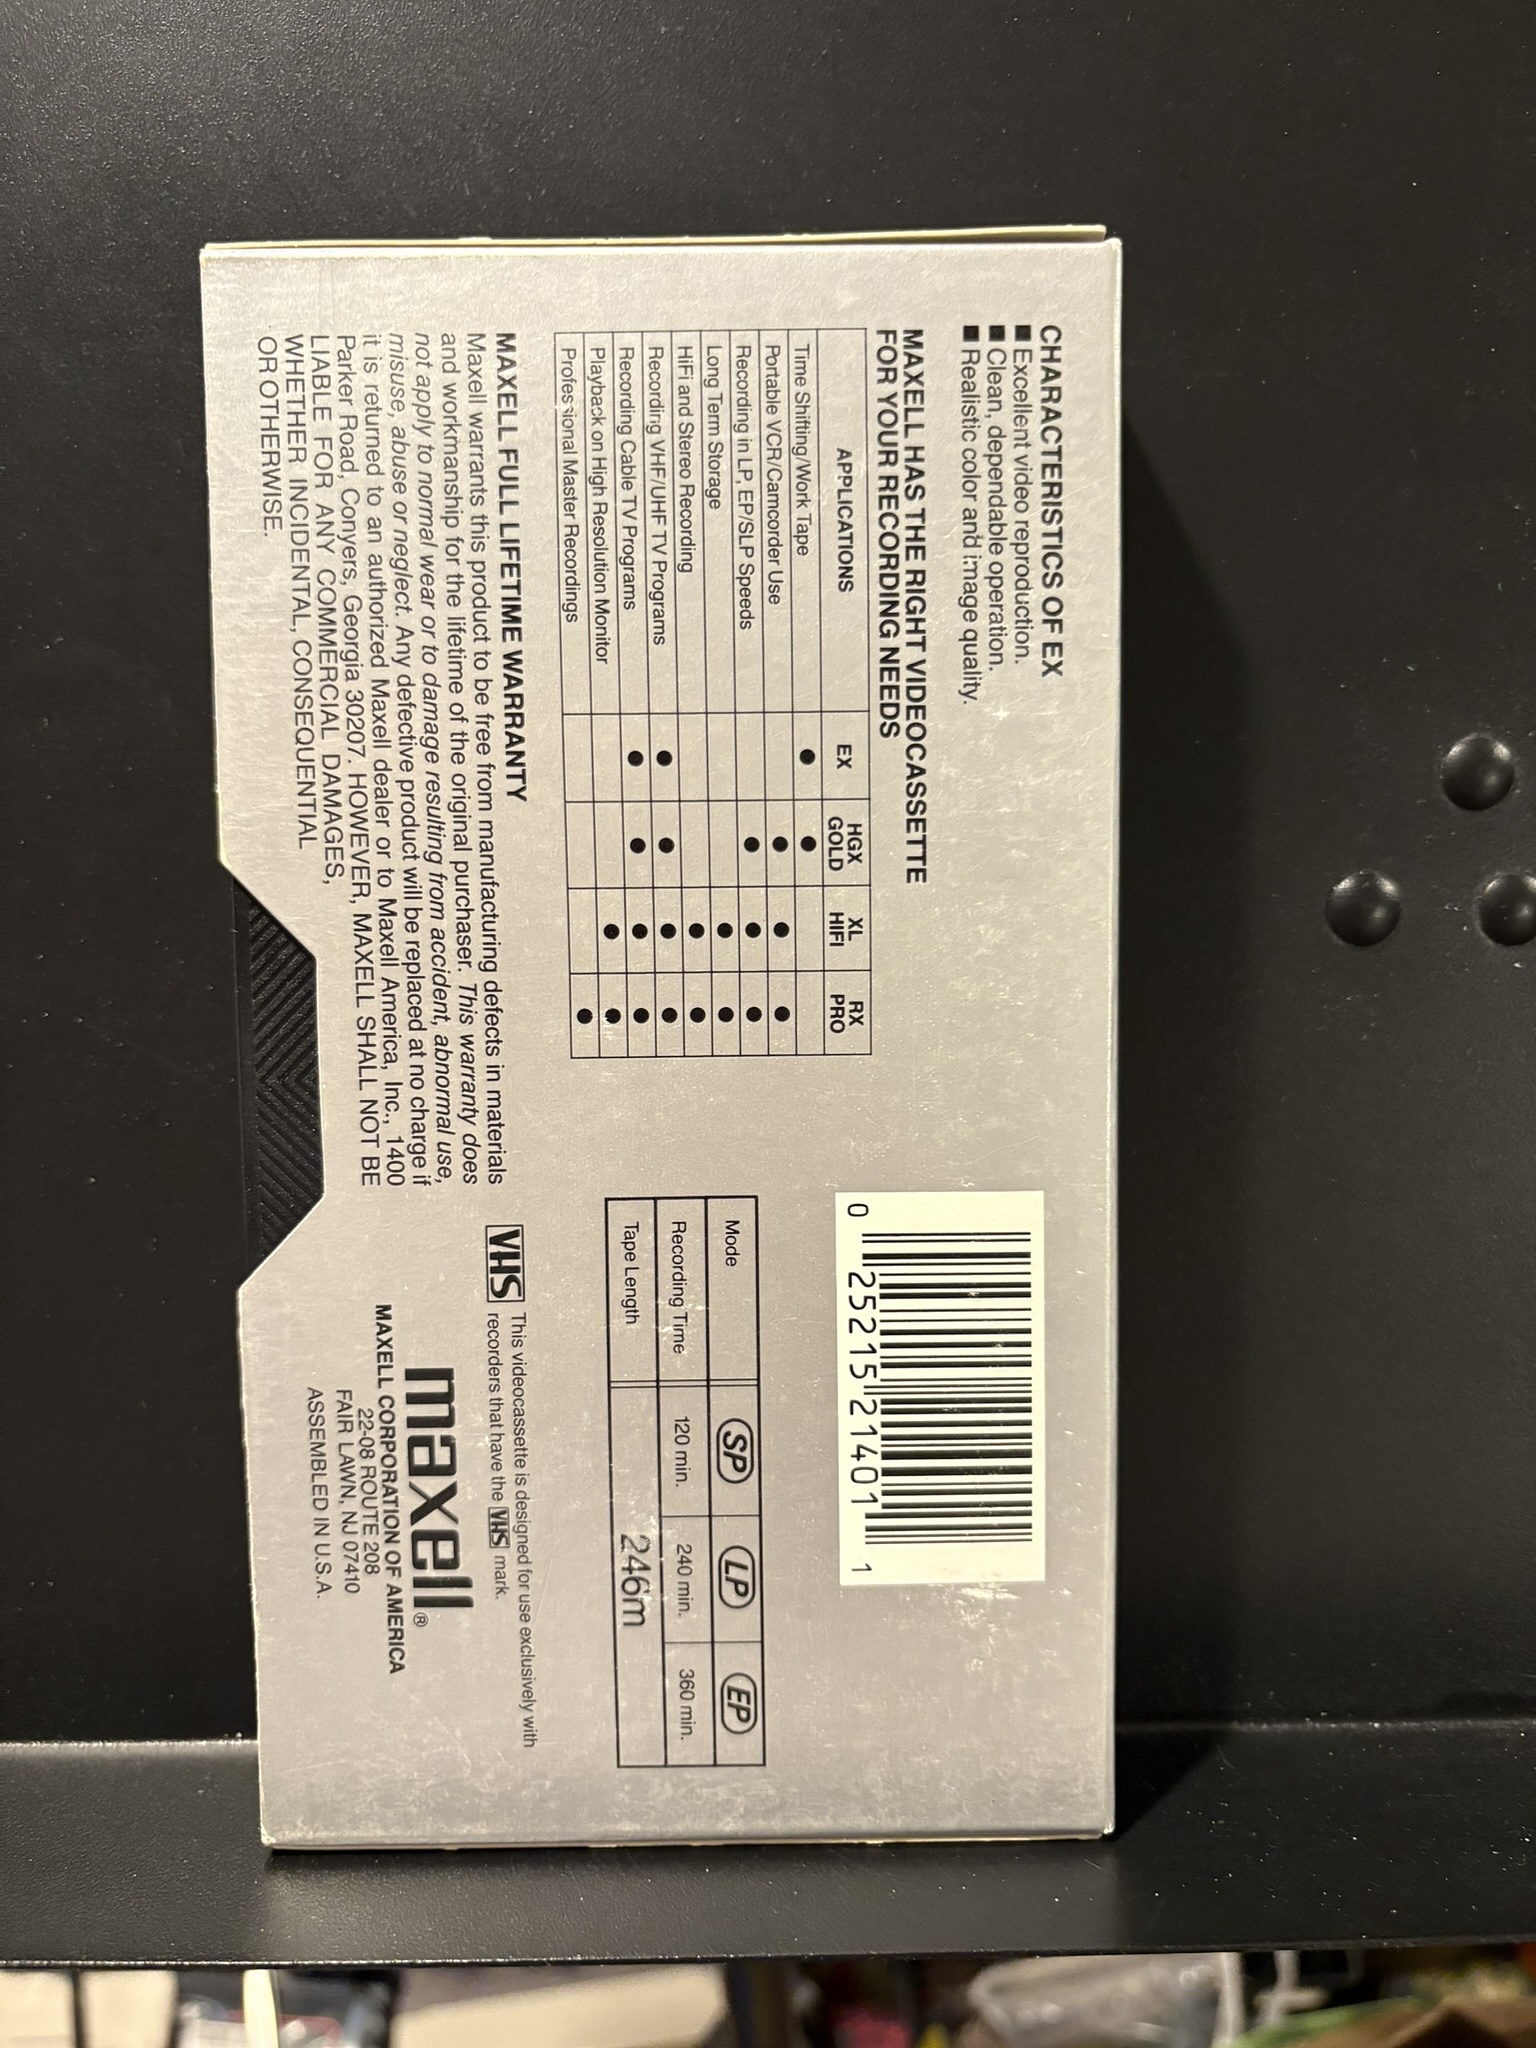 CHARACTERISTICS OF EX
■ Excellent video reproduction.
■ Clean, dependable operation.
■ Realistic color and image quality.
MAXELL HAS THE RIGHT VIDEOCASSETTE
FOR YOUR RECORDING NEEDS
APPLICATIONS EX HGX GOLD XL HIFI RX PRO
Time Shifting/Work Tape ● ●
Portable VCR/Camcorder Use ● ● ●
Recording in LP, EP/SLP Speeds ● ● ●
Long Term Storage ● ●
HiFi and Stereo Recording ● ●
Recording VHF/UHF TV Programs ● ● ● ●
Recording Cable TV Programs ● ● ● ●
Playback on High Resolution Monitor ● ●
Professional Master Recordings ●
MAXELL FULL LIFETIME WARRANTY
Maxell warrants this product to be free from manufacturing defects in materials
and workmanship for the lifetime of the original purchaser. This warranty does
not apply to normal wear or to damage resulting from accident, abnormal use,
misuse, abuse or neglect. Any defective product will be replaced at no charge if
it is returned to an authorized Maxell dealer or to Maxell America, Inc., 1400
Parker Road, Conyers, Georgia 30207. HOWEVER, MAXELL SHALL NOT BE
LIABLE FOR ANY COMMERCIAL DAMAGES,
WHETHER INCIDENTAL, CONSEQUENTIAL
OR OTHERWISE.
0 25215 21401 1
Mode SP LP EP
Recording Time 120 min. 240 min. 360 min.
Tape Length 246m
VHS This videocassette is designed for use exclusively with
recorders that have the VHS mark.
maxell®
MAXELL CORPORATION OF AMERICA
22-08 ROUTE 208
FAIR LAWN, NJ 07410
ASSEMBLED IN U.S.A.